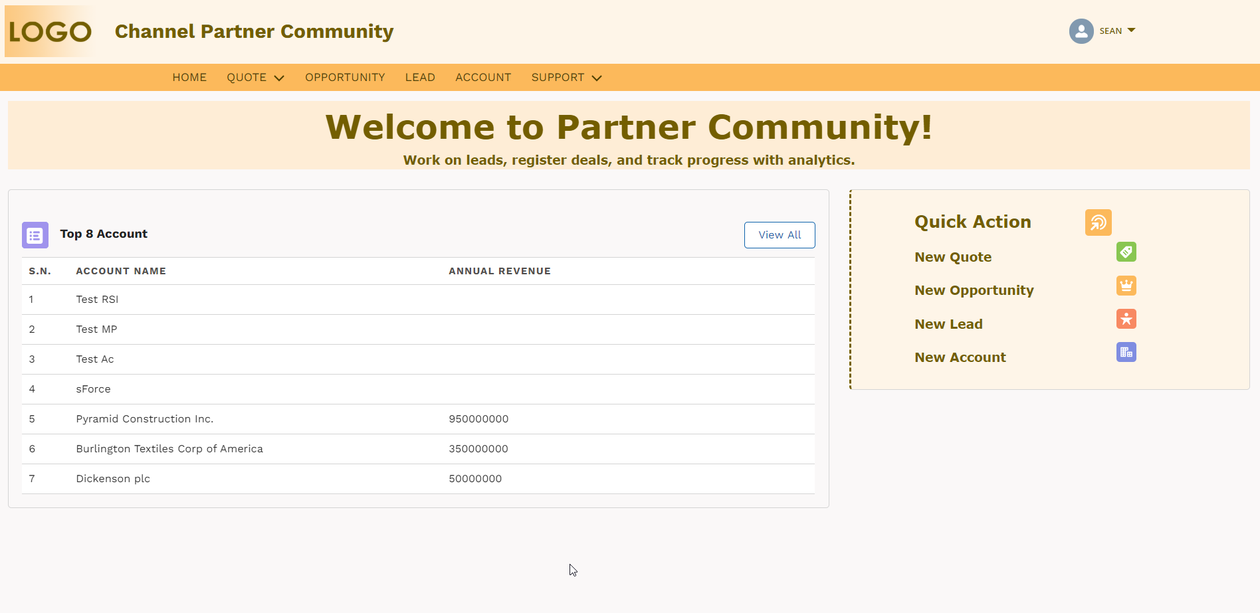 LOGO Channel Partner Community SEAN
HOME QUOTE OPPORTUNITY LEAD ACCOUNT SUPPORT
Welcome to Partner Community!
Work on leads, register deals, and track progress with analytics.
Top 8 Account View All
S.N. ACCOUNT NAME ANNUAL REVENUE
1 Test RSI
2 Test MP
3 Test Ac
4 sForce
5 Pyramid Construction Inc. 950000000
6 Burlington Textiles Corp of America 350000000
7 Dickenson plc 50000000
Quick Action
New Quote
New Opportunity
New Lead
New Account